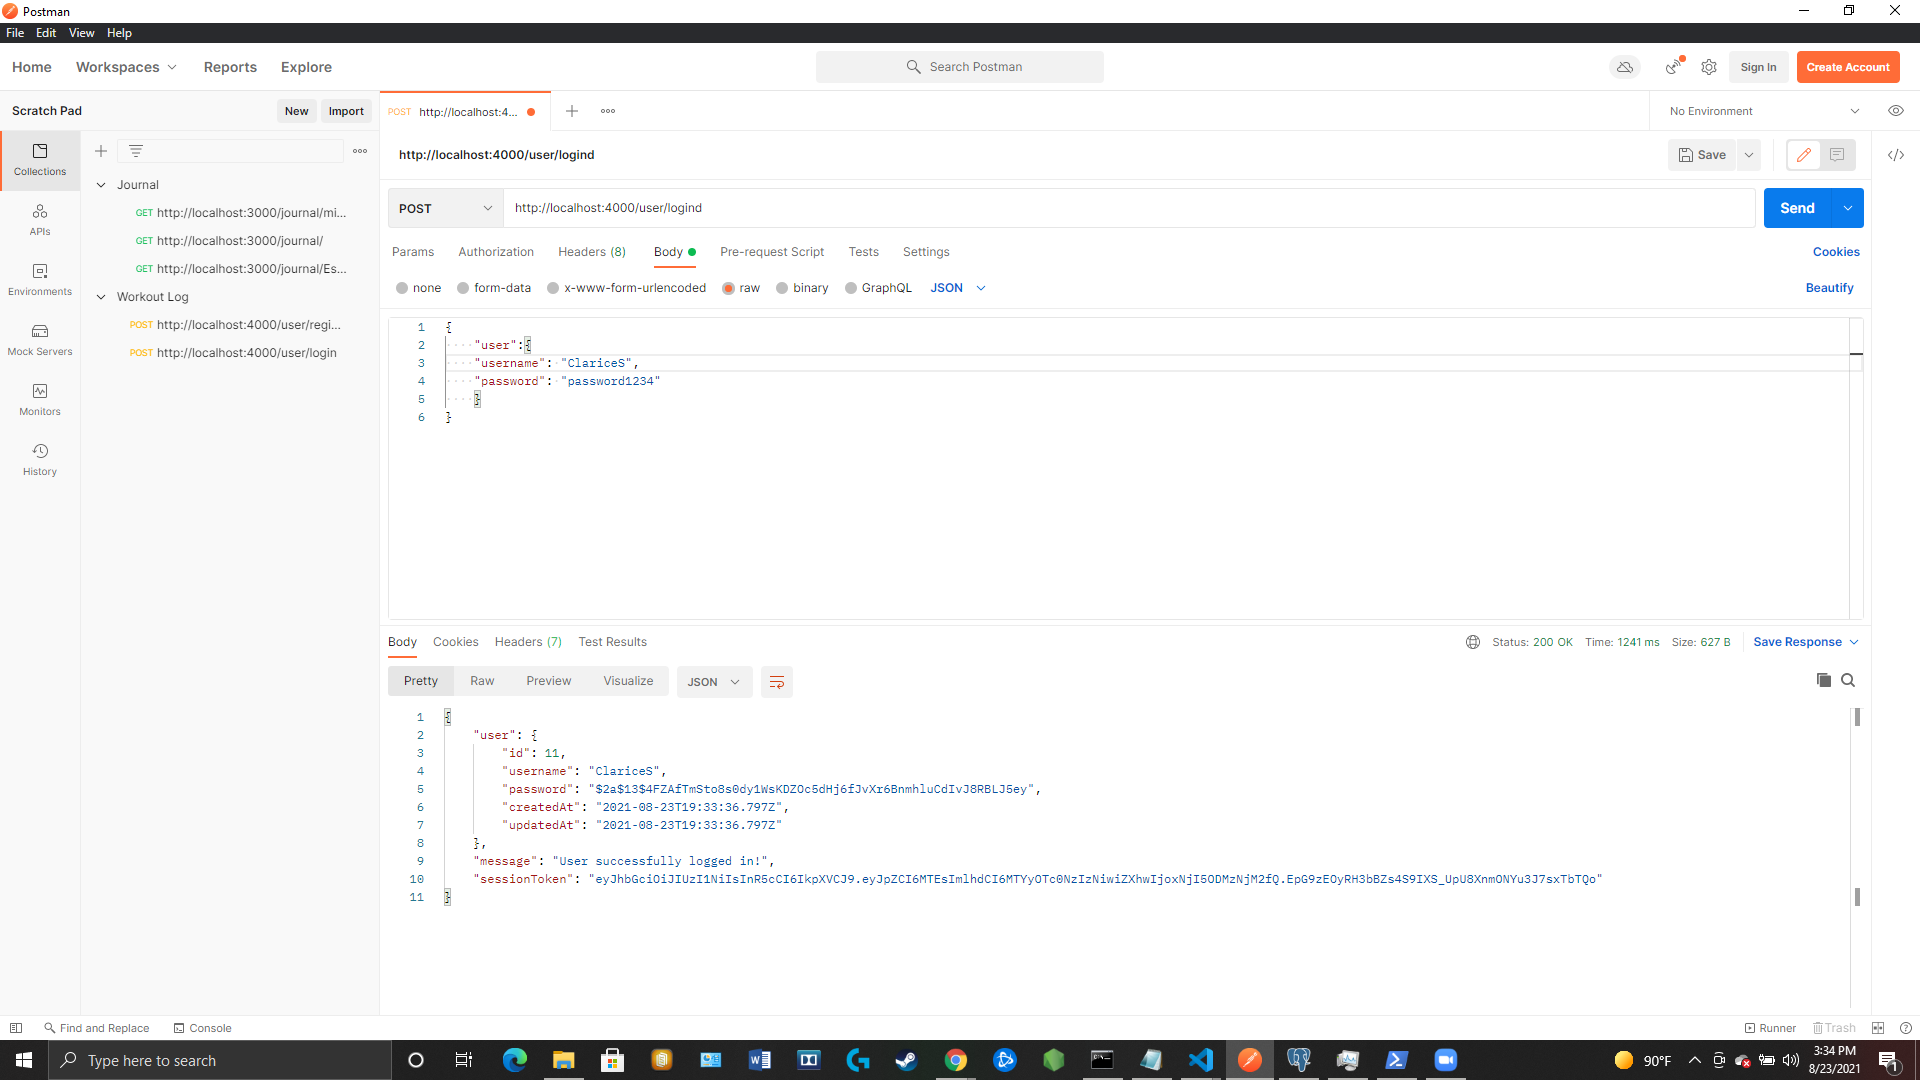 Postman
File Edit View Help
Home Workspaces Reports Explore Search Postman Sign In Create Account
Scratch Pad New Import POST http://localhost:4... No Environment
http://localhost:4000/user/logind Save
Collections
APIs
Environments
Mock Servers
Monitors
History
Journal
GET http://localhost:3000/journal/mi...
GET http://localhost:3000/journal/
GET http://localhost:3000/journal/Es...
Workout Log
POST http://localhost:4000/user/regi...
POST http://localhost:4000/user/login
POST http://localhost:4000/user/logind Send
Params Authorization Headers (8) Body Pre-request Script Tests Settings Cookies
none form-data x-www-form-urlencoded raw binary GraphQL JSON Beautify
1 {
2 "user":{
3 "username": "ClariceS",
4 "password": "password1234"
5 }
6 }
Body Cookies Headers (7) Test Results Status: 200 OK Time: 1241 ms Size: 627 B Save Response
Pretty Raw Preview Visualize JSON
1 {
2 "user": {
3 "id": 11,
4 "username": "ClariceS",
5 "password": "$2a$13$4FZAfTmSto8s0dy1WsKDZOc5dHj6fJvXr6BnmhluCdIvJ8RBLJ5ey",
6 "createdAt": "2021-08-23T19:33:36.797Z",
7 "updatedAt": "2021-08-23T19:33:36.797Z"
8 },
9 "message": "User successfully logged in!",
10 "sessionToken": "eyJhbGciOiJIUzI1NiIsInR5cCI6IkpXVCJ9.eyJpZCI6MTEsImlhdCI6MTYyOTc0NzIzNiwiZXhwIjoxNjI5ODMzNjM2fQ.EpG9zEOyRH3bBZs4S9IXS_UpU8XnmONYu3J7sxTbTQo"
11 }
Find and Replace Console Runner Trash
Type here to search 90°F 3:34 PM
8/23/2021
1